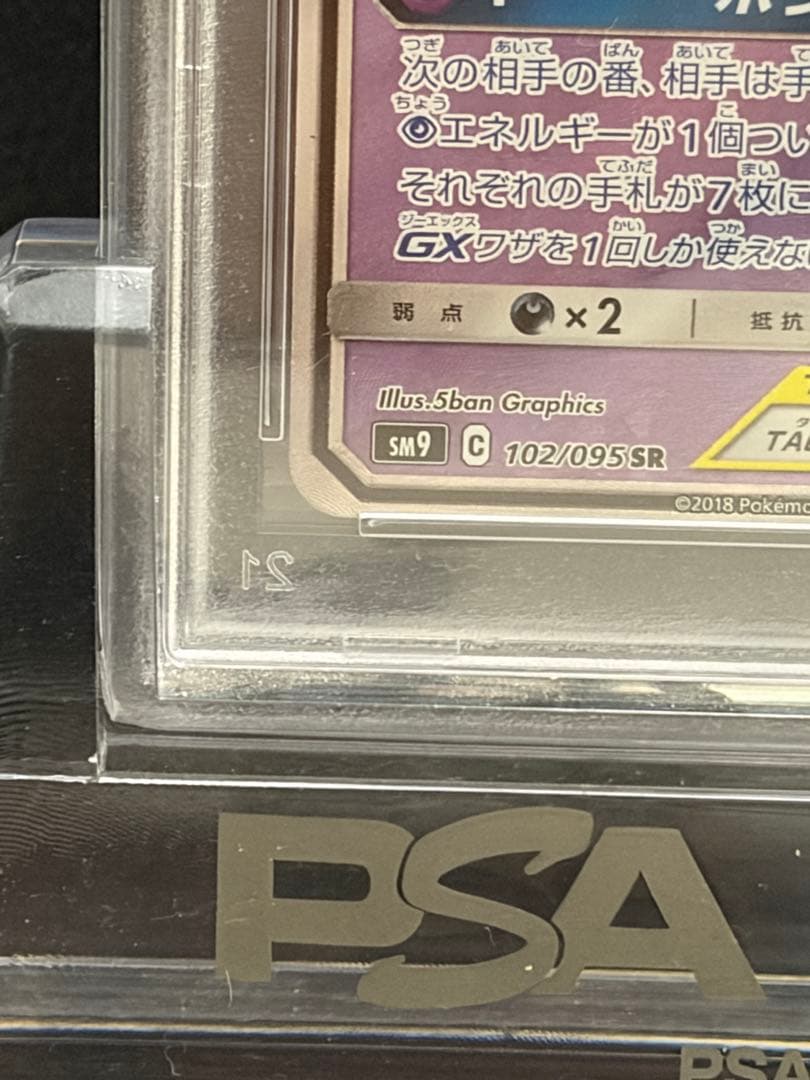 次の相手の番、相手は手
エネルギーが1個つい
それぞれの手札が7枚に
GXワザを1回しか使えな
弱点 ×2 抵抗
Illus.5ban Graphics
SM9 C 102/095 SR
TA
©2018 Pokémo
21
PSA
PSA